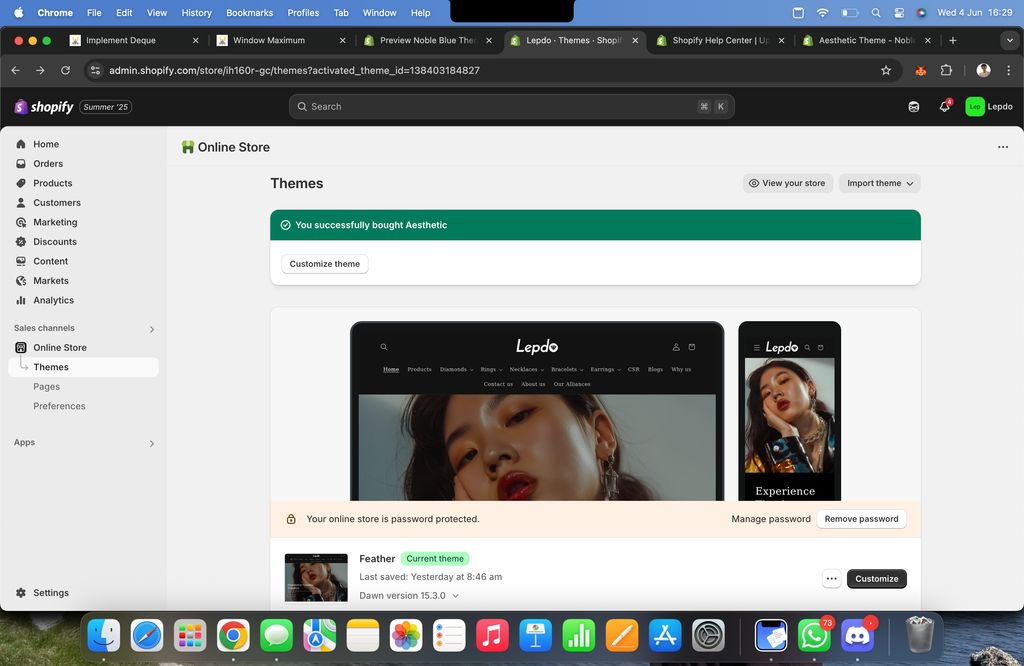 Chrome File Edit View History Bookmarks Profiles Tab Window Help Wed 4 Jun 16:29
Implement Deque Window Maximum Preview Noble Blue Then Lepdo · Themes · Shopif Shopify Help Center | Up Aesthetic Theme - Noble
admin.shopify.com/store/ih160r-gc/themes?activated_theme_id=138403184827
shopify Summer '25 Search ⌘ K 4 Lep Lepdo
Home
Orders
Products
Customers
Marketing
Discounts
Content
Markets
Analytics
Sales channels
Online Store
Themes
Pages
Preferences
Apps
Settings
Online Store
Themes View your store Import theme
You successfully bought Aesthetic
Customize theme
Lepdo
Home Products Diamonds Rings Necklaces Bracelets Earrings CSR Blogs Why us
Contact us About us Our Alliances
Lepdo
Experience
Your online store is password protected. Manage password Remove password
Feather Current theme
Last saved: Yesterday at 8:46 am
Dawn version 15.3.0
Customize
73